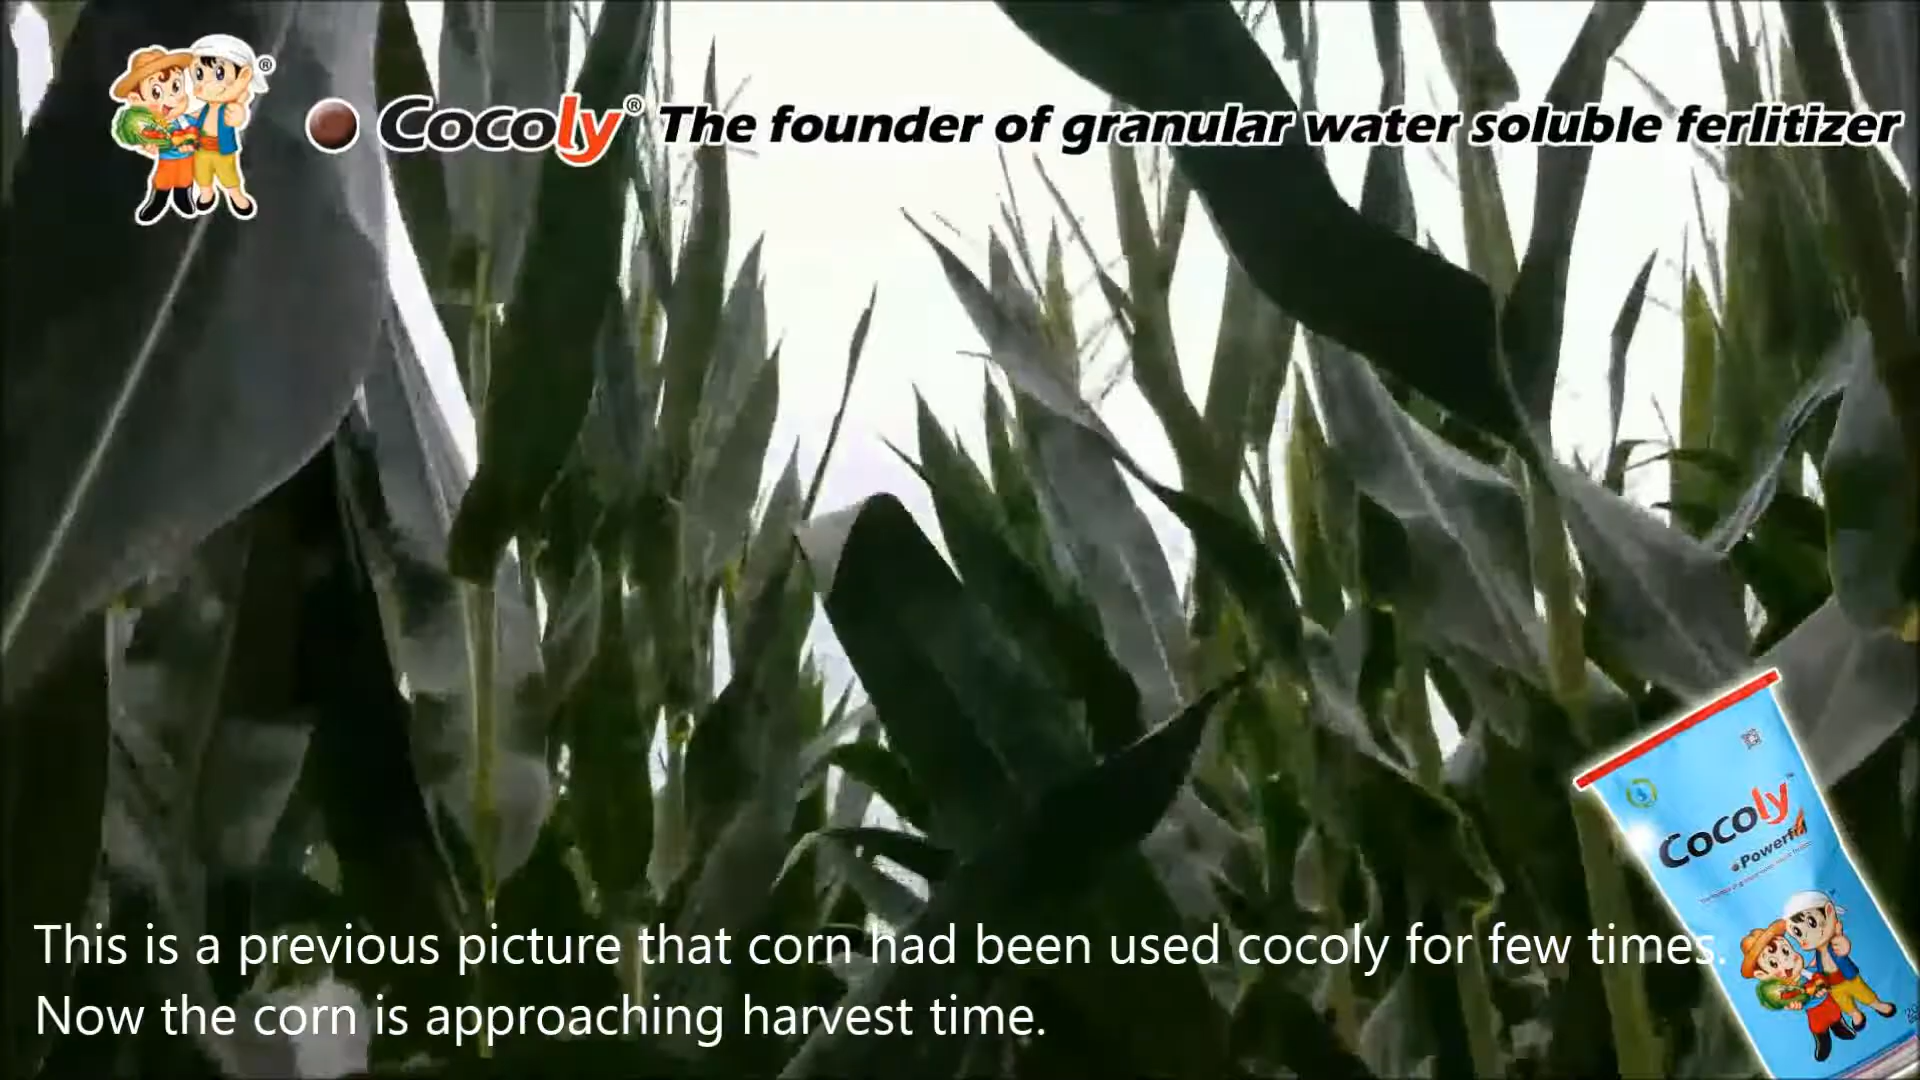 Cocoly® The founder of granular water soluble ferlitizer
Cocoly™
Powerful
This is a previous picture that corn had been used cocoly for few times.
Now the corn is approaching harvest time.